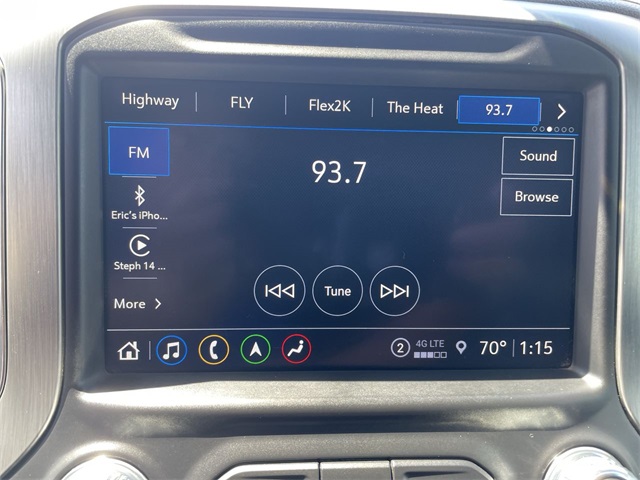 Highway FLY Flex2K The Heat 93.7
FM 93.7 Sound
Browse
Eric's iPho...
Steph 14 ...
More Tune
2 4G LTE 70° 1:15